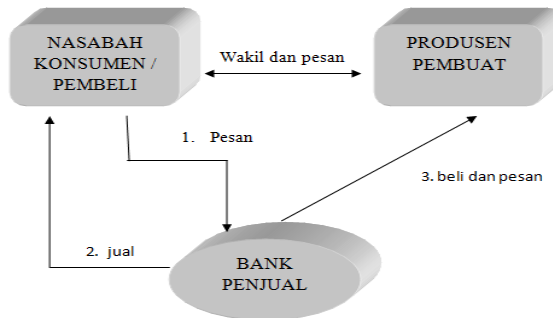 NASABAH
KONSUMEN /
PEMBELI
Wakil dan pesan
PRODUSEN
PEMBUAT
1. Pesan
3. beli dan pesan
2. jual
BANK
PENJUAL